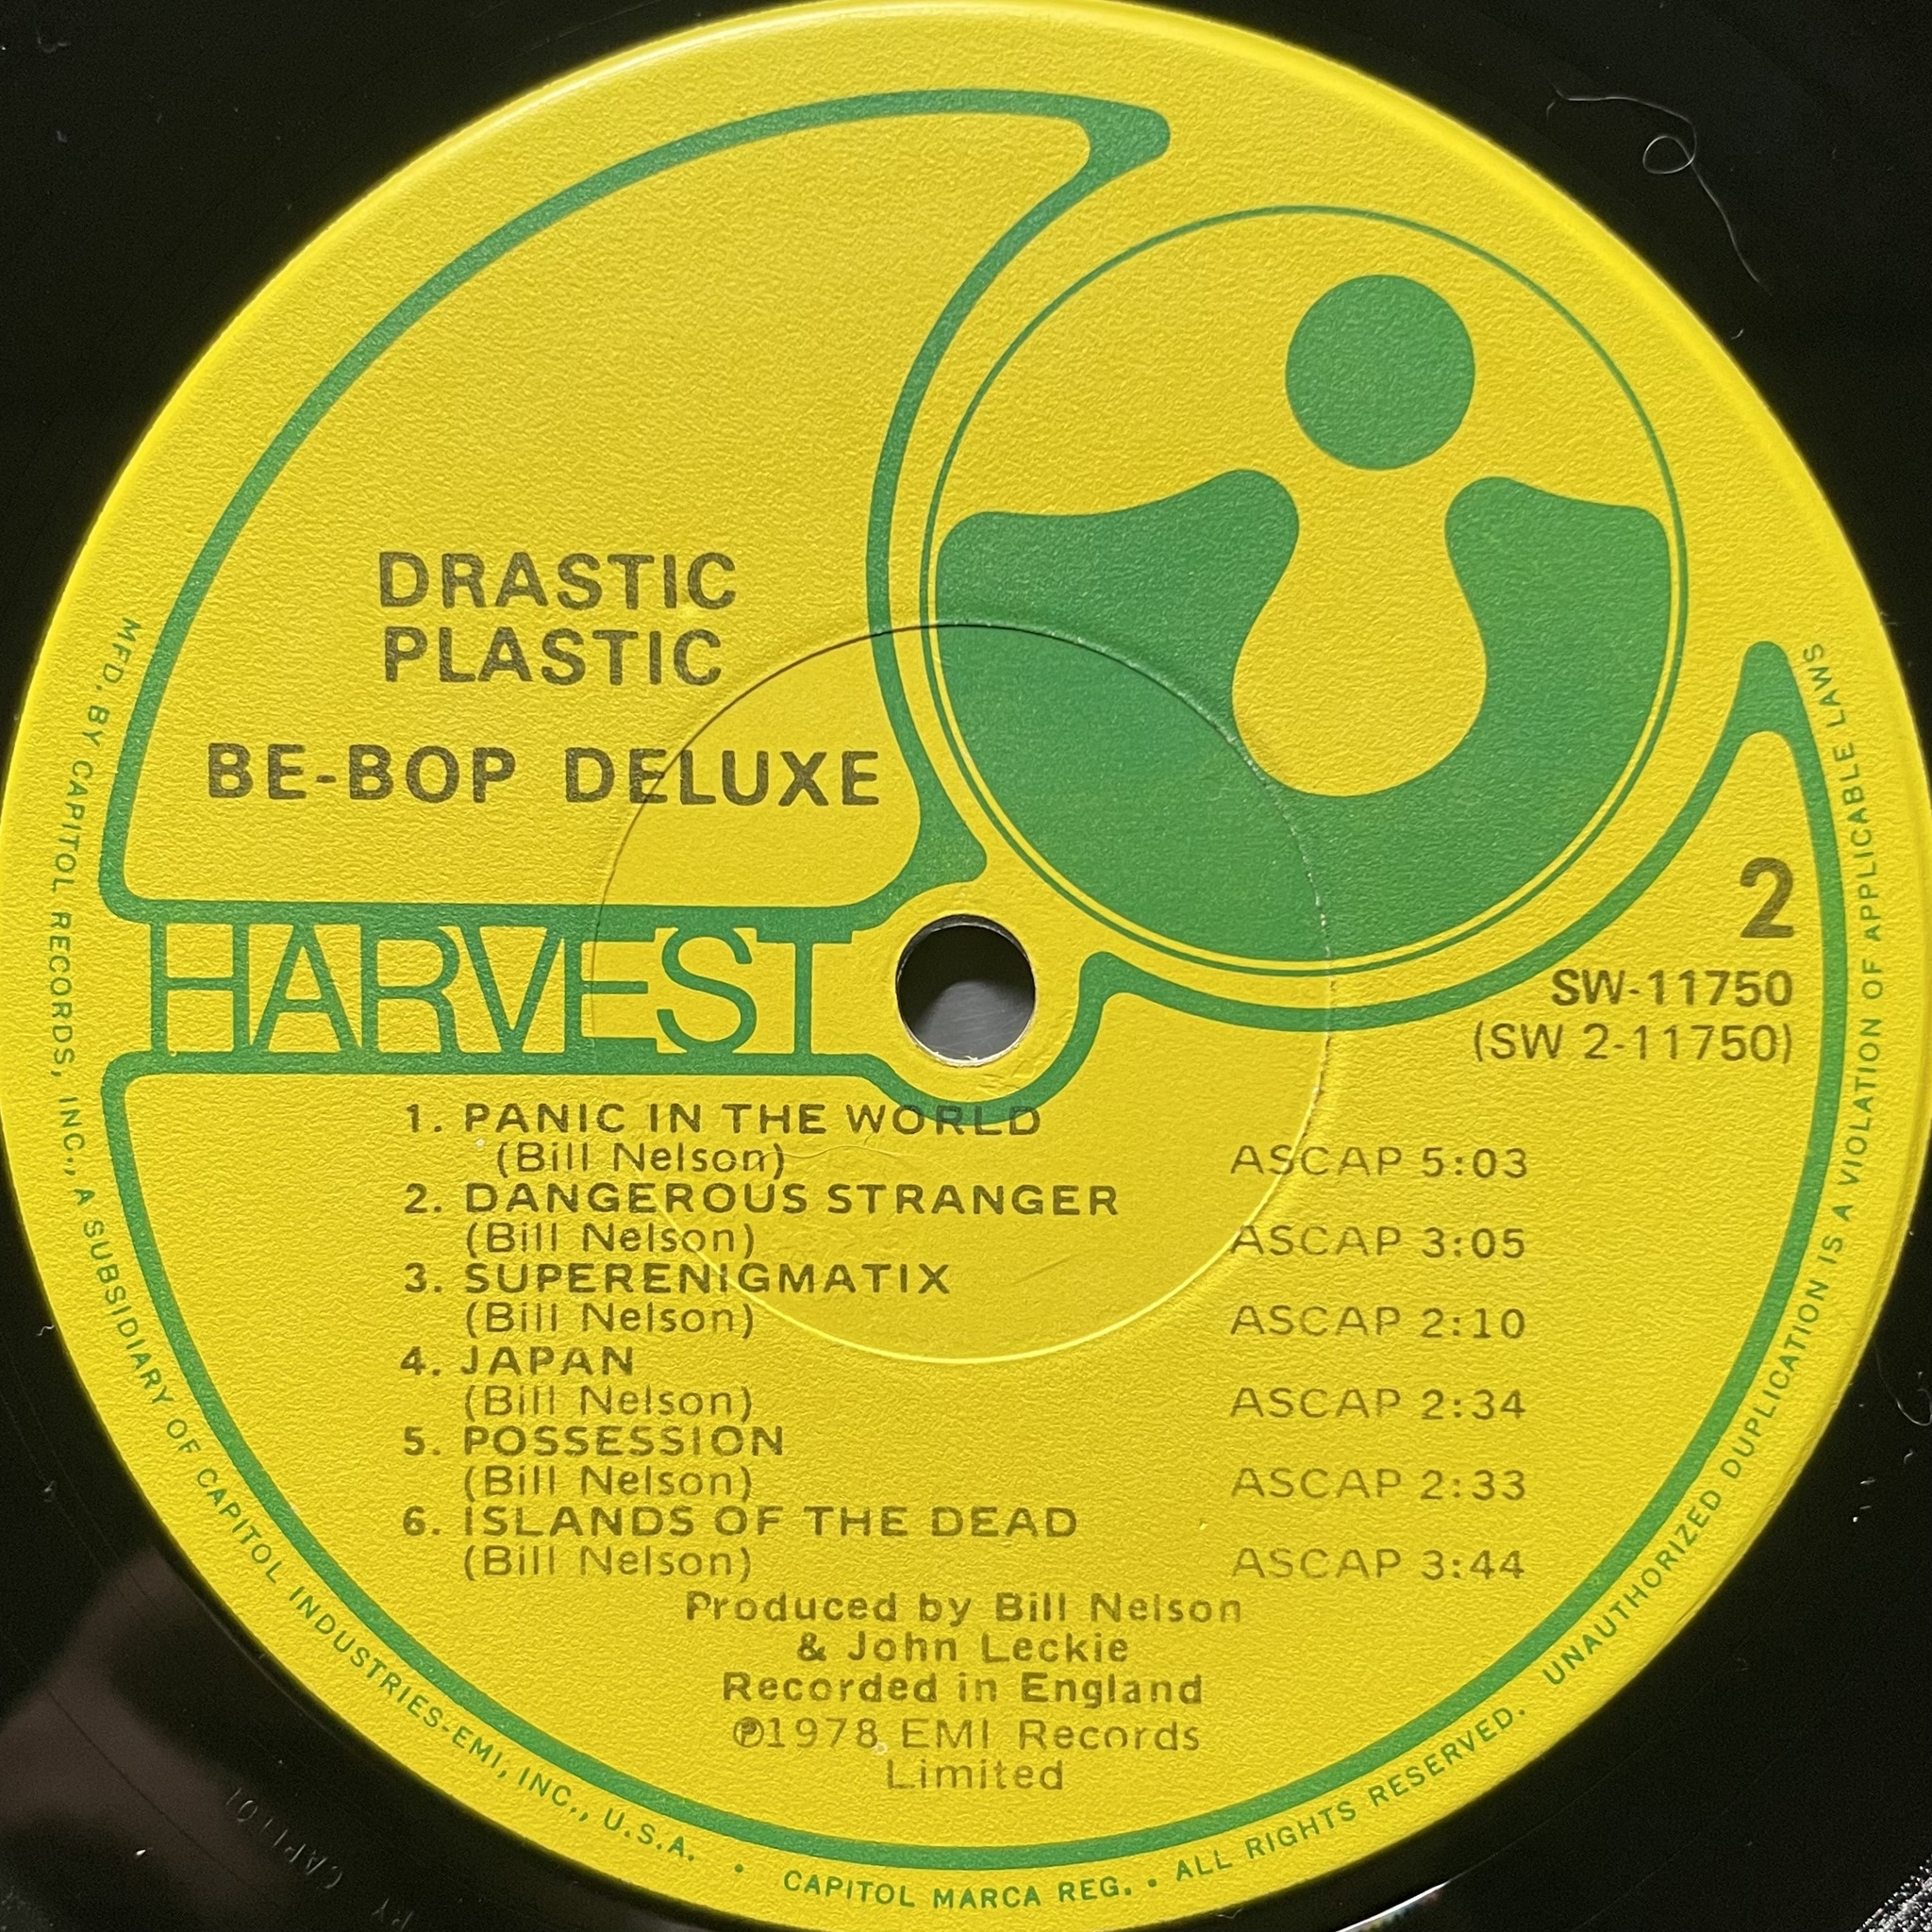 DRASTIC
PLASTIC
BE-BOP DELUXE
HARVEST
2
SW-11750
(SW 2-11750)
1. PANIC IN THE WORLD
(Bill Nelson) ASCAP 5:03
2. DANGEROUS STRANGER
(Bill Nelson) ASCAP 3:05
3. SUPERENIGMATIX
(Bill Nelson) ASCAP 2:10
4. JAPAN
(Bill Nelson) ASCAP 2:34
5. POSSESSION
(Bill Nelson) ASCAP 2:33
6. ISLANDS OF THE DEAD
(Bill Nelson) ASCAP 3:44
Produced by Bill Nelson
& John Leckie
Recorded in England
℗1978 EMI Records
Limited
MFD. BY CAPITOL RECORDS, INC., A SUBSIDIARY OF CAPITOL INDUSTRIES-EMI, INC., U.S.A. • CAPITOL MARCA REG. • ALL RIGHTS RESERVED. UNAUTHORIZED DUPLICATION IS A VIOLATION OF APPLICABLE LAWS
BY CAPITOL